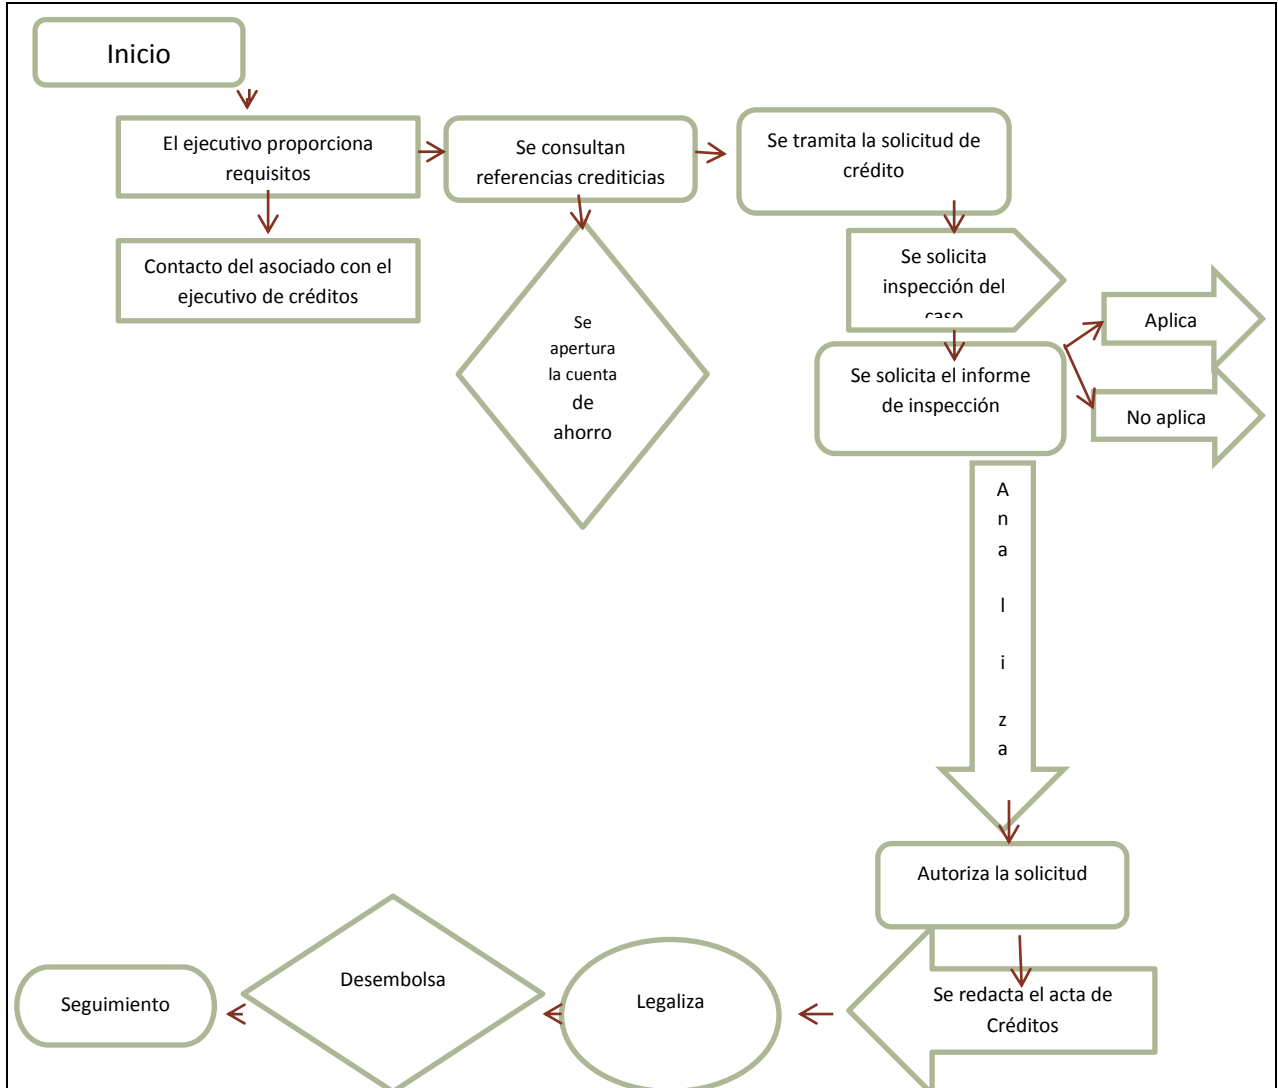 Inicio
El ejecutivo proporciona
requisitos
Se consultan
referencias crediticias
Se tramita la solicitud de
crédito
Contacto del asociado con el
ejecutivo de créditos
Se
apertura
la cuenta
de
ahorro
Se solicita
inspección del
caso
Aplica
Se solicita el informe
de inspección
No aplica
A
n
a
l
i
za
Autoriza la solicitud
Se redacta el acta de
Créditos
Legaliza
Desembolsa
Seguimiento